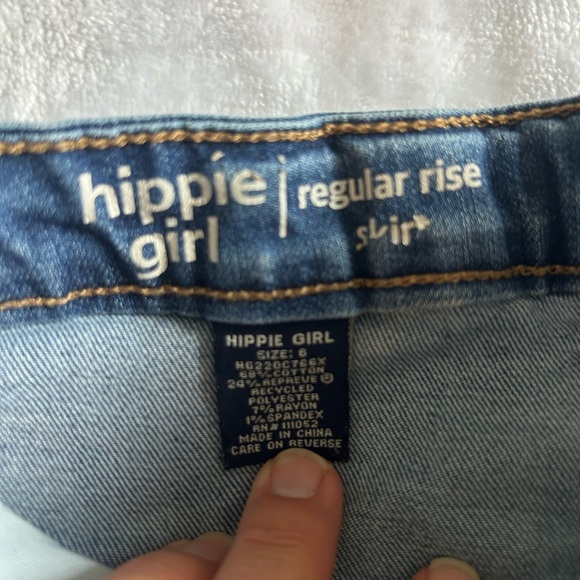 hippie
girl
regular rise
skirt
HIPPIE GIRL
SIZE: 6
HG220C766X
68% COTTON
24% REPREVE ®
RECYCLED
POLYESTER
7% RAYON
1% SPANDEX
RN# 111052
MADE IN CHINA
CARE ON REVERSE